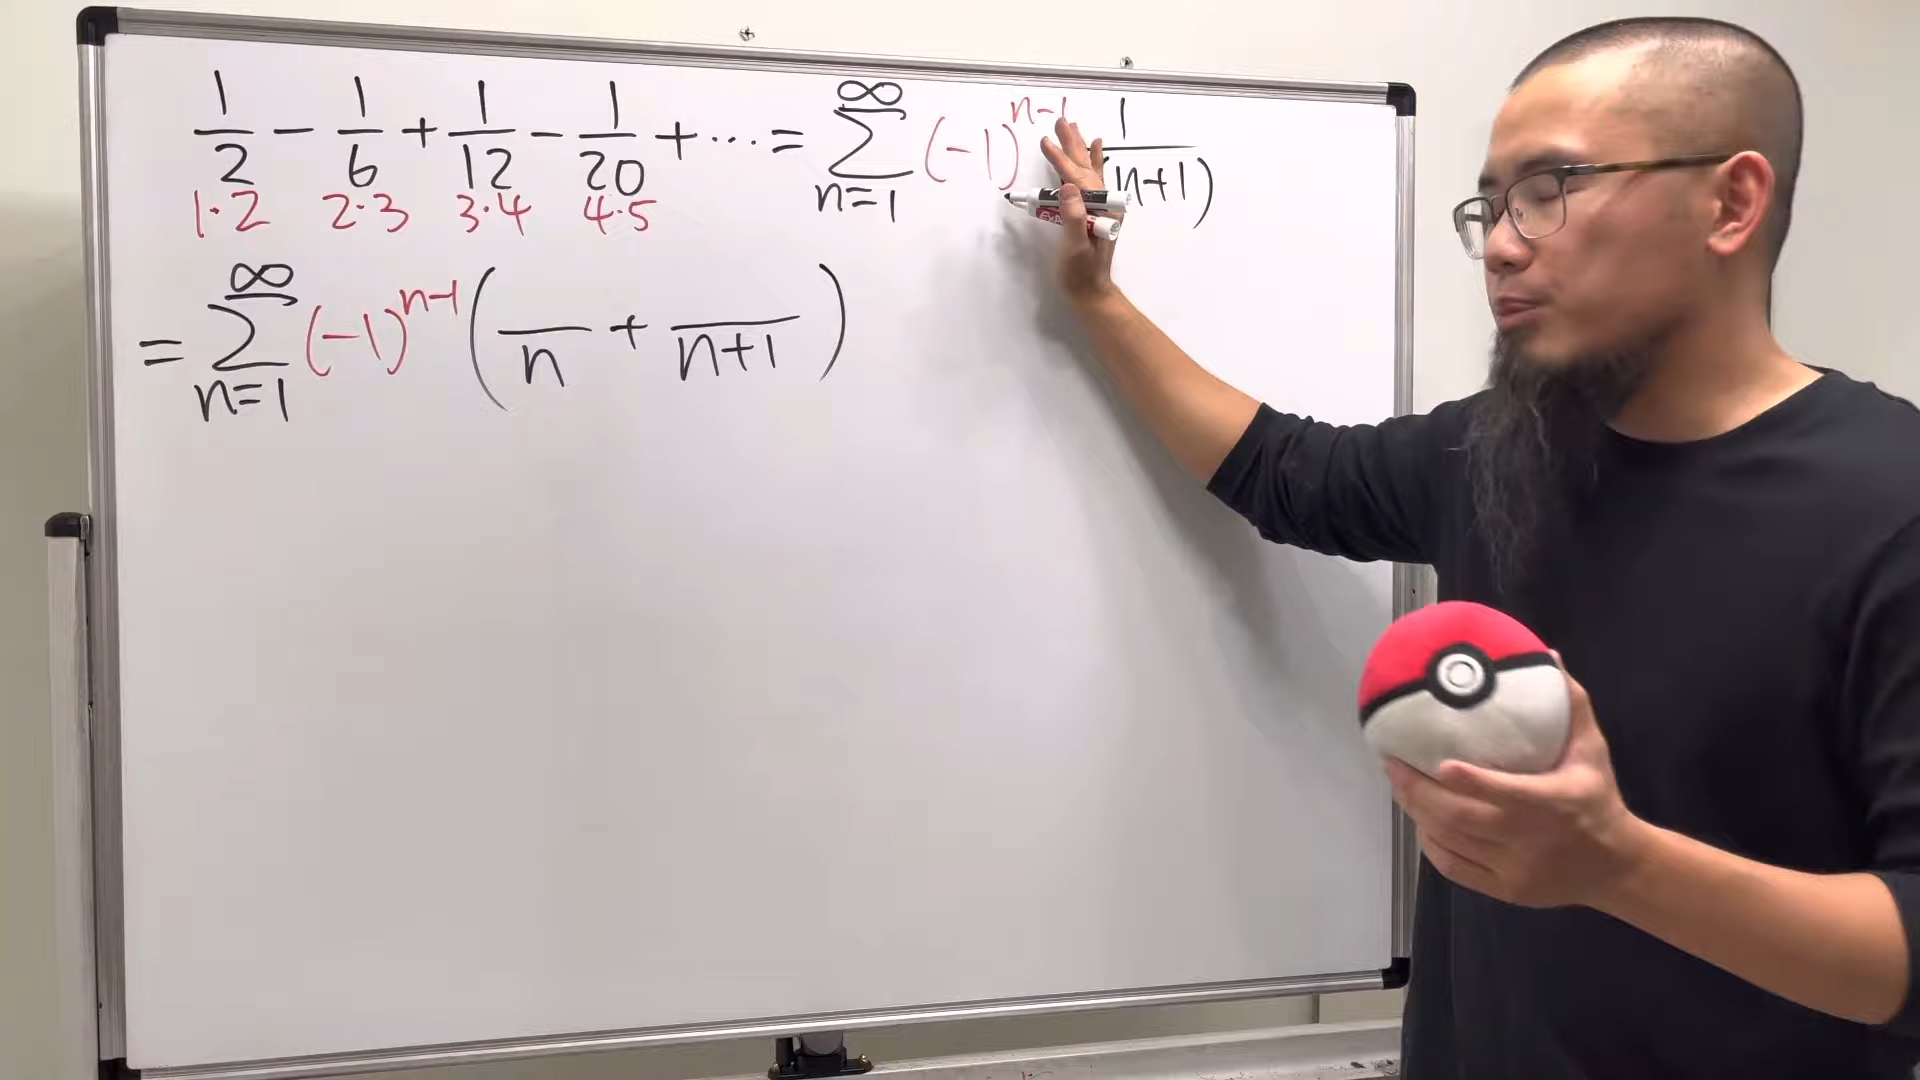 1/2 − 1/6 + 1/12 − 1/20 + ⋯ = ∑_{n=1}^{∞} (−1)^{n−1} 1/(n+1)
1·2 2·3 3·4 4·5
= ∑_{n=1}^{∞} (−1)^{n−1} ( /n + /(n+1) )